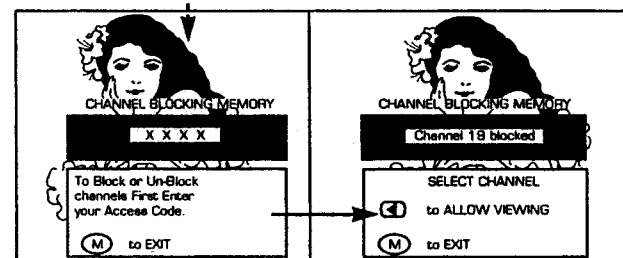 CHANNEL BLOCKING MEMORY
X X X X
To Block or Un-Block
channels First Enter
your Access Code.
M to EXIT
CHANNEL BLOCKING MEMORY
Channel 19 blocked
SELECT CHANNEL
to ALLOW VIEWING
M to EXIT